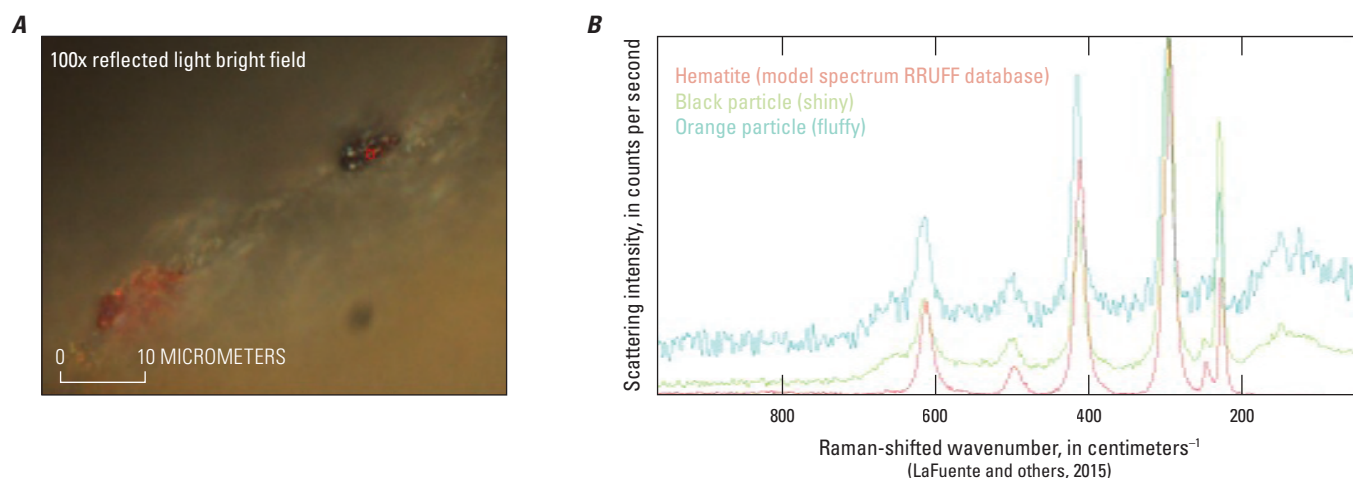 A
100x reflected light bright field
0 10 MICROMETERS
B
Scattering intensity, in counts per second
Hematite (model spectrum RRUFF database)
Black particle (shiny)
Orange particle (fluffy)
800 600 400 200
Raman-shifted wavenumber, in centimeters⁻¹
(LaFuente and others, 2015)